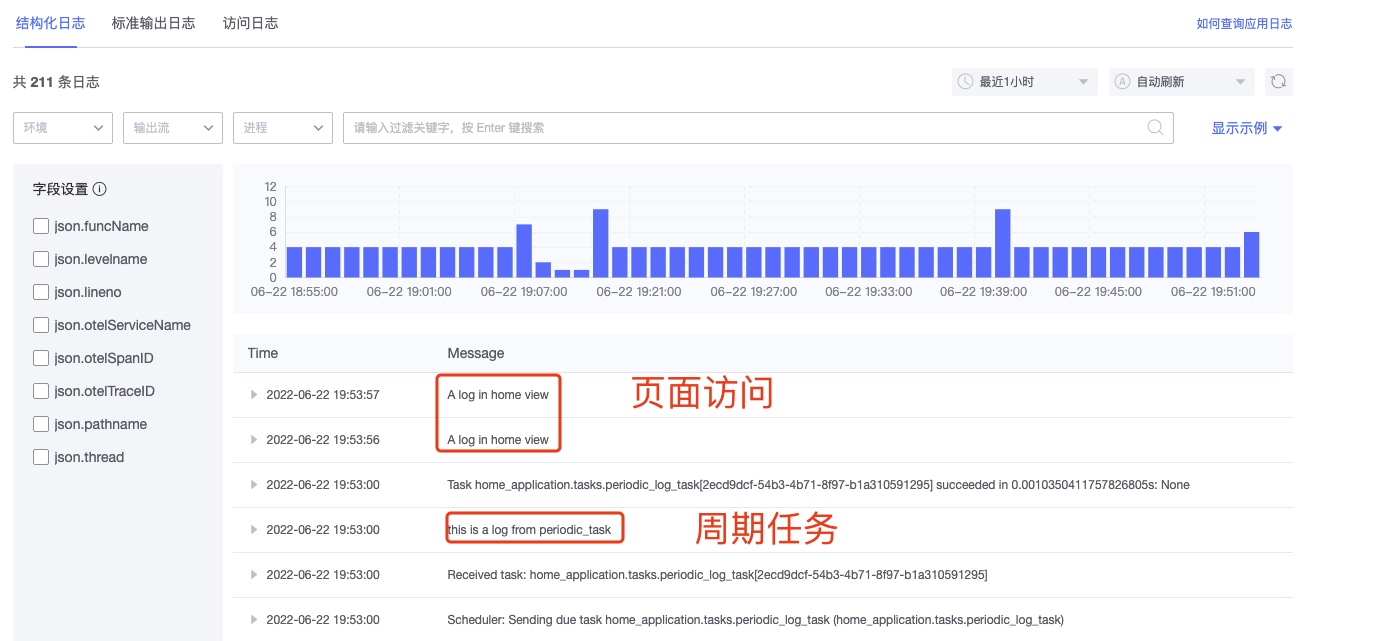 结构化日志 标准输出日志 访问日志 如何查询应用日志
共 211 条日志 最近1小时 自动刷新
环境 输出流 进程 请输入过滤关键字，按 Enter 键搜索 显示示例
字段设置
json.funcName
json.levelname
json.lineno
json.otelServiceName
json.otelSpanID
json.otelTraceID
json.pathname
json.thread
12
10
8
6
4
2
0
06-22 18:55:00 06-22 19:01:00 06-22 19:07:00 06-22 19:21:00 06-22 19:27:00 06-22 19:33:00 06-22 19:39:00 06-22 19:45:00 06-22 19:51:00
Time Message
2022-06-22 19:53:57 A log in home view 页面访问
2022-06-22 19:53:56 A log in home view
2022-06-22 19:53:00 Task home_application.tasks.periodic_log_task[2ecd9dcf-54b3-4b71-8f97-b1a310591295] succeeded in 0.0010350411757826805s: None
2022-06-22 19:53:00 this is a log from periodic_task 周期任务
2022-06-22 19:53:00 Received task: home_application.tasks.periodic_log_task[2ecd9dcf-54b3-4b71-8f97-b1a310591295]
2022-06-22 19:53:00 Scheduler: Sending due task home_application.tasks.periodic_log_task (home_application.tasks.periodic_log_task)